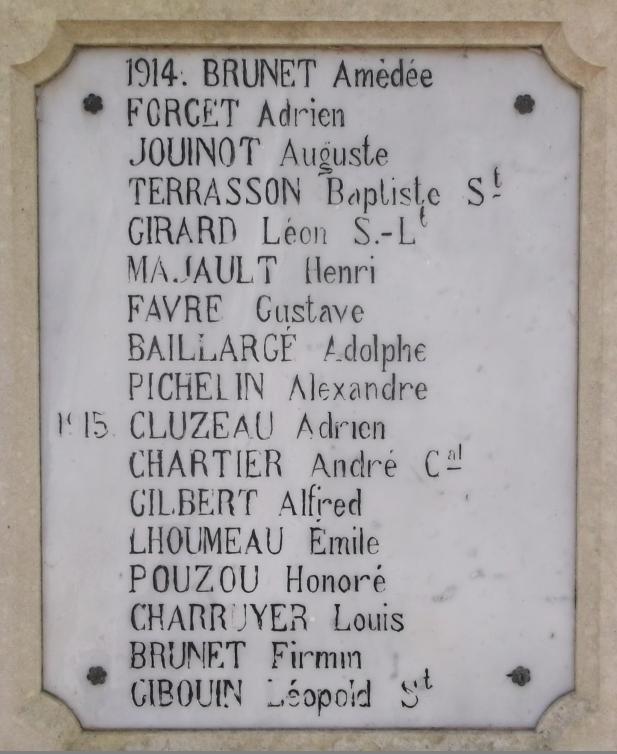 1914. BRUNET Amédée
FORGET Adrien
JOUINOT Auguste
TERRASSON Baptiste St
GIRARD Léon S.-Lt
MAJAULT Henri
FAVRE Gustave
BAILLARGÉ Adolphe
PICHELIN Alexandre
1915. CLUZEAU Adrien
CHARTIER André Cal
GILBERT Alfred
LHOUMEAU Émile
POUZOU Honoré
CHARRUYER Louis
BRUNET Firmin
GIBOUIN Léopold St